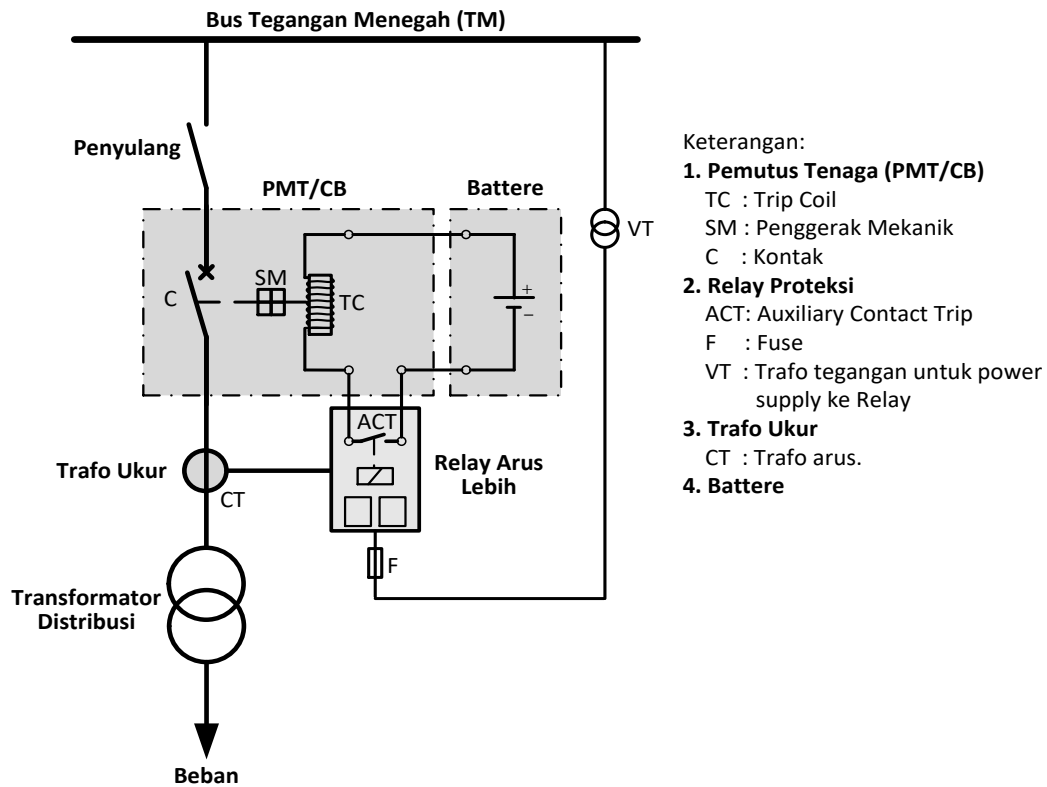 Bus Tegangan Menegah (TM)
Penyulang
PMT/CB
Battere
VT
C
SM
TC
+
−
ACT
Trafo Ukur
CT
Relay Arus
Lebih
F
Transformator
Distribusi
Beban
Keterangan:
1. Pemutus Tenaga (PMT/CB)
TC : Trip Coil
SM : Penggerak Mekanik
C : Kontak
2. Relay Proteksi
ACT: Auxiliary Contact Trip
F : Fuse
VT : Trafo tegangan untuk power
supply ke Relay
3. Trafo Ukur
CT : Trafo arus.
4. Battere